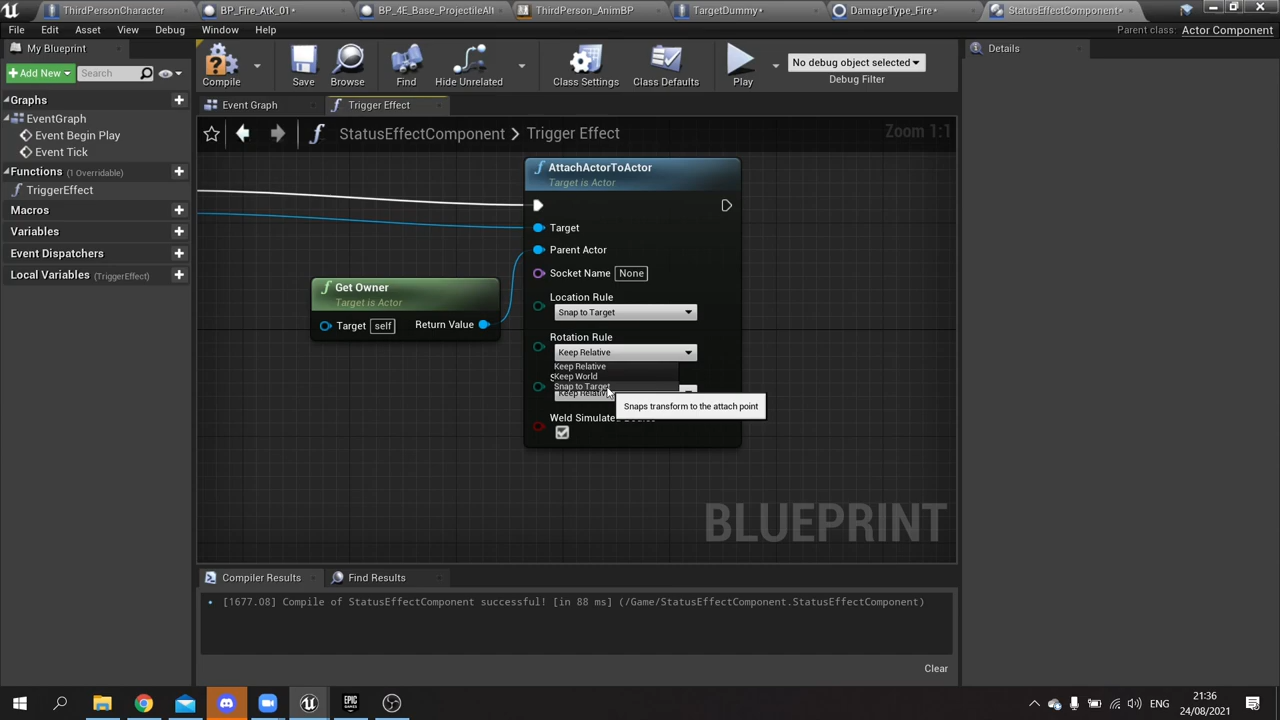 ThirdPersonCharacter
BP_Fire_Atk_01*
BP_4E_Base_ProjectileAtt
ThirdPerson_AnimBP
TargetDummy*
DamageType_Fire*
StatusEffectComponent*
File Edit Asset View Debug Window Help
Parent class: Actor Component
My Blueprint
Details
+Add New
Search
Compile
Save
Browse
Find
Hide Unrelated
Class Settings
Class Defaults
Play
No debug object selected
Debug Filter
Graphs
EventGraph
Event Begin Play
Event Tick
Functions (1 Overridable)
TriggerEffect
Macros
Variables
Event Dispatchers
Local Variables (TriggerEffect)
Event Graph
Trigger Effect
StatusEffectComponent > Trigger Effect
Zoom 1:1
AttachActorToActor
Target is Actor
Target
Parent Actor
Socket Name None
Location Rule
Snap to Target
Rotation Rule
Keep Relative
Keep Relative
Keep World
Snap to Target
Keep Relative
Snaps transform to the attach point
Weld Simulated Bodies
Get Owner
Target is Actor
Target self
Return Value
BLUEPRINT
Compiler Results
Find Results
[1677.08] Compile of StatusEffectComponent successful! [in 88 ms] (/Game/StatusEffectComponent.StatusEffectComponent)
Clear
ENG
21:36
24/08/2021